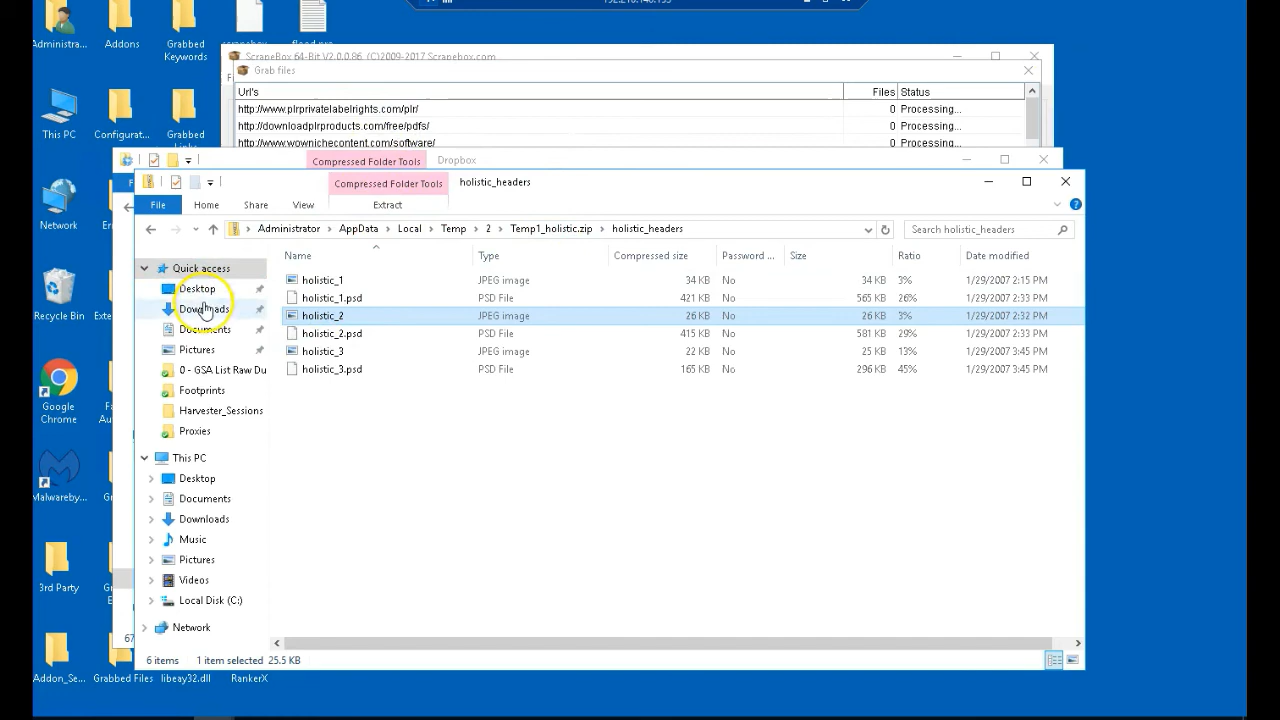 Administra...
Addons
Grabbed
Keywords
ScrapeBox 64-Bit V2.0.0.86 (C)2009-2017 Scrapebox.com
Grab files
Url's Files Status
http://www.plrprivatelabelrights.com/plr/ 0 Processing...
http://downloadplrproducts.com/free/pdfs/ 0 Processing...
http://www.wownichecontent.com/software/ 0 Processing...
This PC
Configurat...
Grabbed
Compressed Folder Tools Dropbox
Compressed Folder Tools holistic_headers
File Home Share View Extract
Administrator AppData Local Temp 2 Temp1_holistic.zip holistic_headers Search holistic_headers
Name Type Compressed size Password ... Size Ratio Date modified
holistic_1 JPEG image 34 KB No 34 KB 3% 1/29/2007 2:15 PM
holistic_1.psd PSD File 421 KB No 565 KB 26% 1/29/2007 2:33 PM
holistic_2 JPEG image 26 KB No 26 KB 3% 1/29/2007 2:32 PM
holistic_2.psd PSD File 415 KB No 581 KB 29% 1/29/2007 2:33 PM
holistic_3 JPEG image 22 KB No 25 KB 13% 1/29/2007 3:45 PM
holistic_3.psd PSD File 165 KB No 296 KB 45% 1/29/2007 3:45 PM
Quick access
Desktop
Downloads
Documents
Pictures
0 - GSA List Raw Du
Footprints
Harvester_Sessions
Proxies
This PC
Desktop
Documents
Downloads
Music
Pictures
Videos
Local Disk (C:)
Network
6 items 1 item selected 25.5 KB
Network
Recycle Bin
Google
Chrome
Malwareby...
3rd Party
67
Addon_Se...
Grabbed Files
libeay32.dll
RankerX